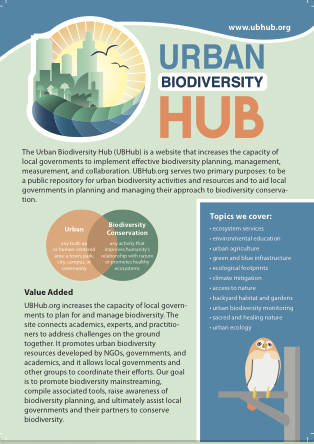 www.ubhub.org
URBAN
BIODIVERSITY
HUB
The Urban Biodiversity Hub (UBHub) is a website that increases the capacity of
local governments to implement effective biodiversity planning, management,
measurement, and collaboration. UBHub.org serves two primary purposes: to be
a public repository for urban biodiversity activities and resources and to aid local
governments in planning and managing their approach to biodiversity conserva-
tion.
Urban
any built-up
or human-centered
area: a town, park,
city, campus, or
community
Biodiversity
Conservation
any activity that
improves humanity's
relationship with nature
or promotes healthy
ecosystems
Value Added
UBHub.org increases the capacity of local govern-
ments to plan for and manage biodiversity. The
site connects academics, experts, and practitio-
ners to address challenges on the ground
together. It promotes urban biodiversity
resources developed by NGOs, governments, and
academics, and it allows local governments and
other groups to coordinate their efforts. Our goal
is to promote biodiversity mainstreaming,
compile associated tools, raise awareness of
biodiversity planning, and ultimately assist local
governments and their partners to conserve
biodiversity.
Topics we cover:
• ecosystem services
• environmental education
• urban agriculture
• green and blue infrastructure
• ecological footprints
• climate mitigation
• access to nature
• backyard habitat and gardens
• urban biodiversity monitoring
• sacred and healing nature
• urban ecology